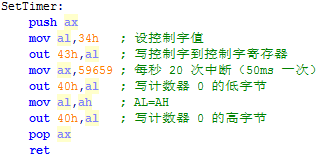 SetTimer:
push ax
mov al,34h ; 设控制字值
out 43h,al ; 写控制字到控制字寄存器
mov ax,59659 ; 每秒 20 次中断（50ms 一次）
out 40h,al ; 写计数器 0 的低字节
mov al,ah ; AL=AH
out 40h,al ; 写计数器 0 的高字节
pop ax
ret